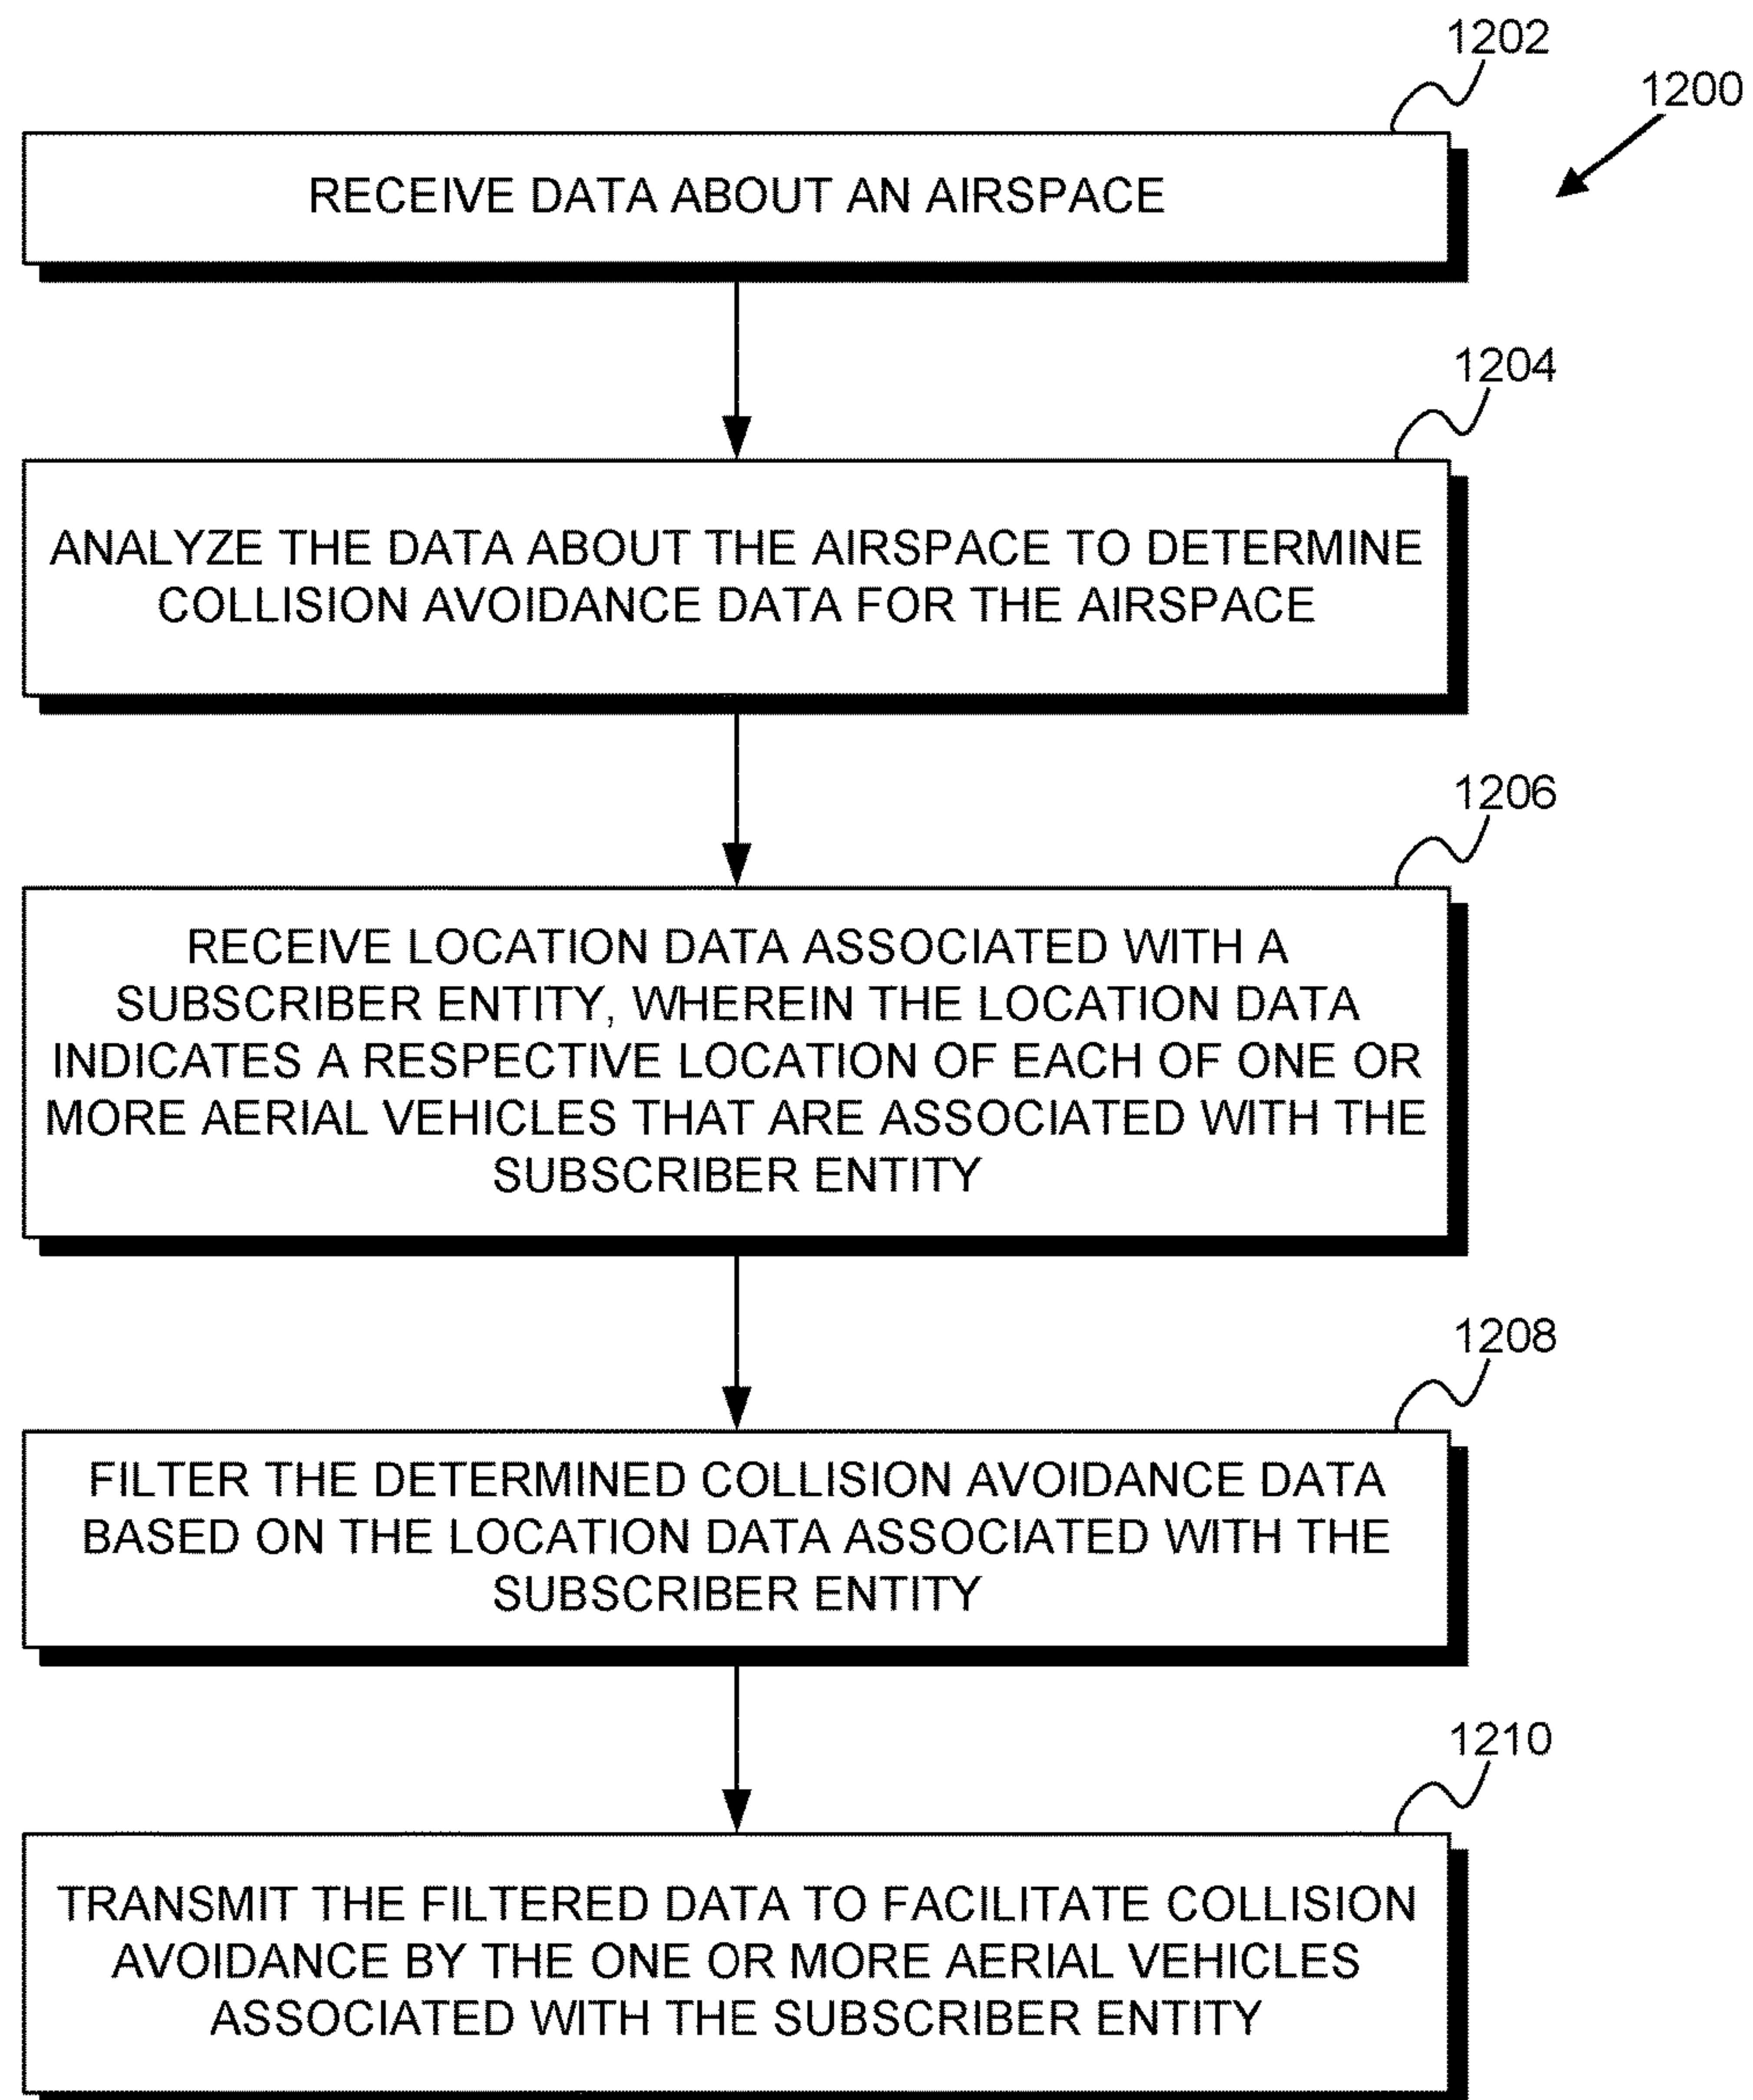 1202
1200
RECEIVE DATA ABOUT AN AIRSPACE
1204
ANALYZE THE DATA ABOUT THE AIRSPACE TO DETERMINE
COLLISION AVOIDANCE DATA FOR THE AIRSPACE
1206
RECEIVE LOCATION DATA ASSOCIATED WITH A
SUBSCRIBER ENTITY, WHEREIN THE LOCATION DATA
INDICATES A RESPECTIVE LOCATION OF EACH OF ONE OR
MORE AERIAL VEHICLES THAT ARE ASSOCIATED WITH THE
SUBSCRIBER ENTITY
1208
FILTER THE DETERMINED COLLISION AVOIDANCE DATA
BASED ON THE LOCATION DATA ASSOCIATED WITH THE
SUBSCRIBER ENTITY
1210
TRANSMIT THE FILTERED DATA TO FACILITATE COLLISION
AVOIDANCE BY THE ONE OR MORE AERIAL VEHICLES
ASSOCIATED WITH THE SUBSCRIBER ENTITY